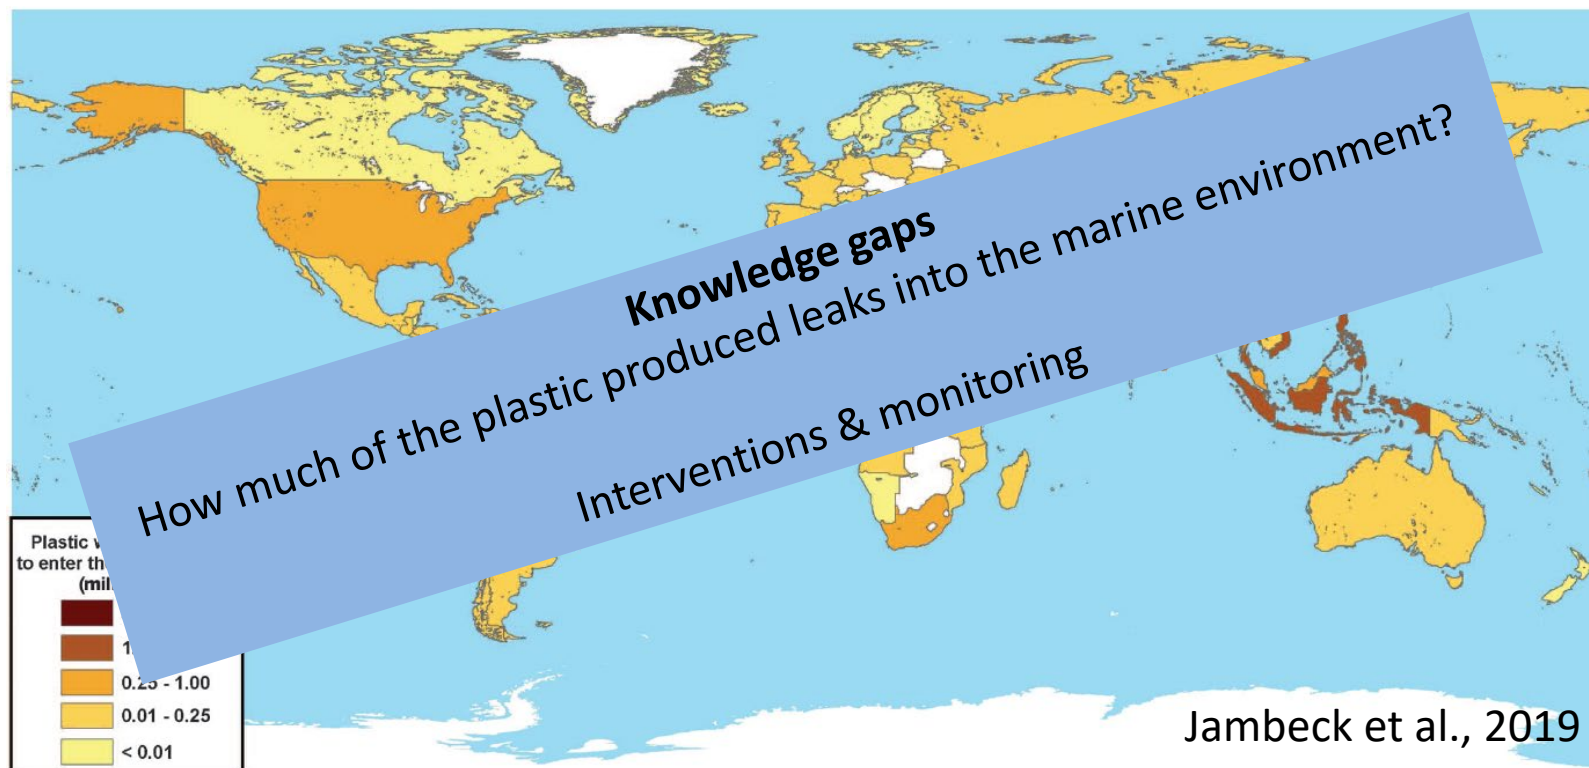 Knowledge gaps
How much of the plastic produced leaks into the marine environment?
Interventions & monitoring
Plastic
to enter
(mil
0.25 - 1.00
0.01 - 0.25
< 0.01
Jambeck et al., 2019